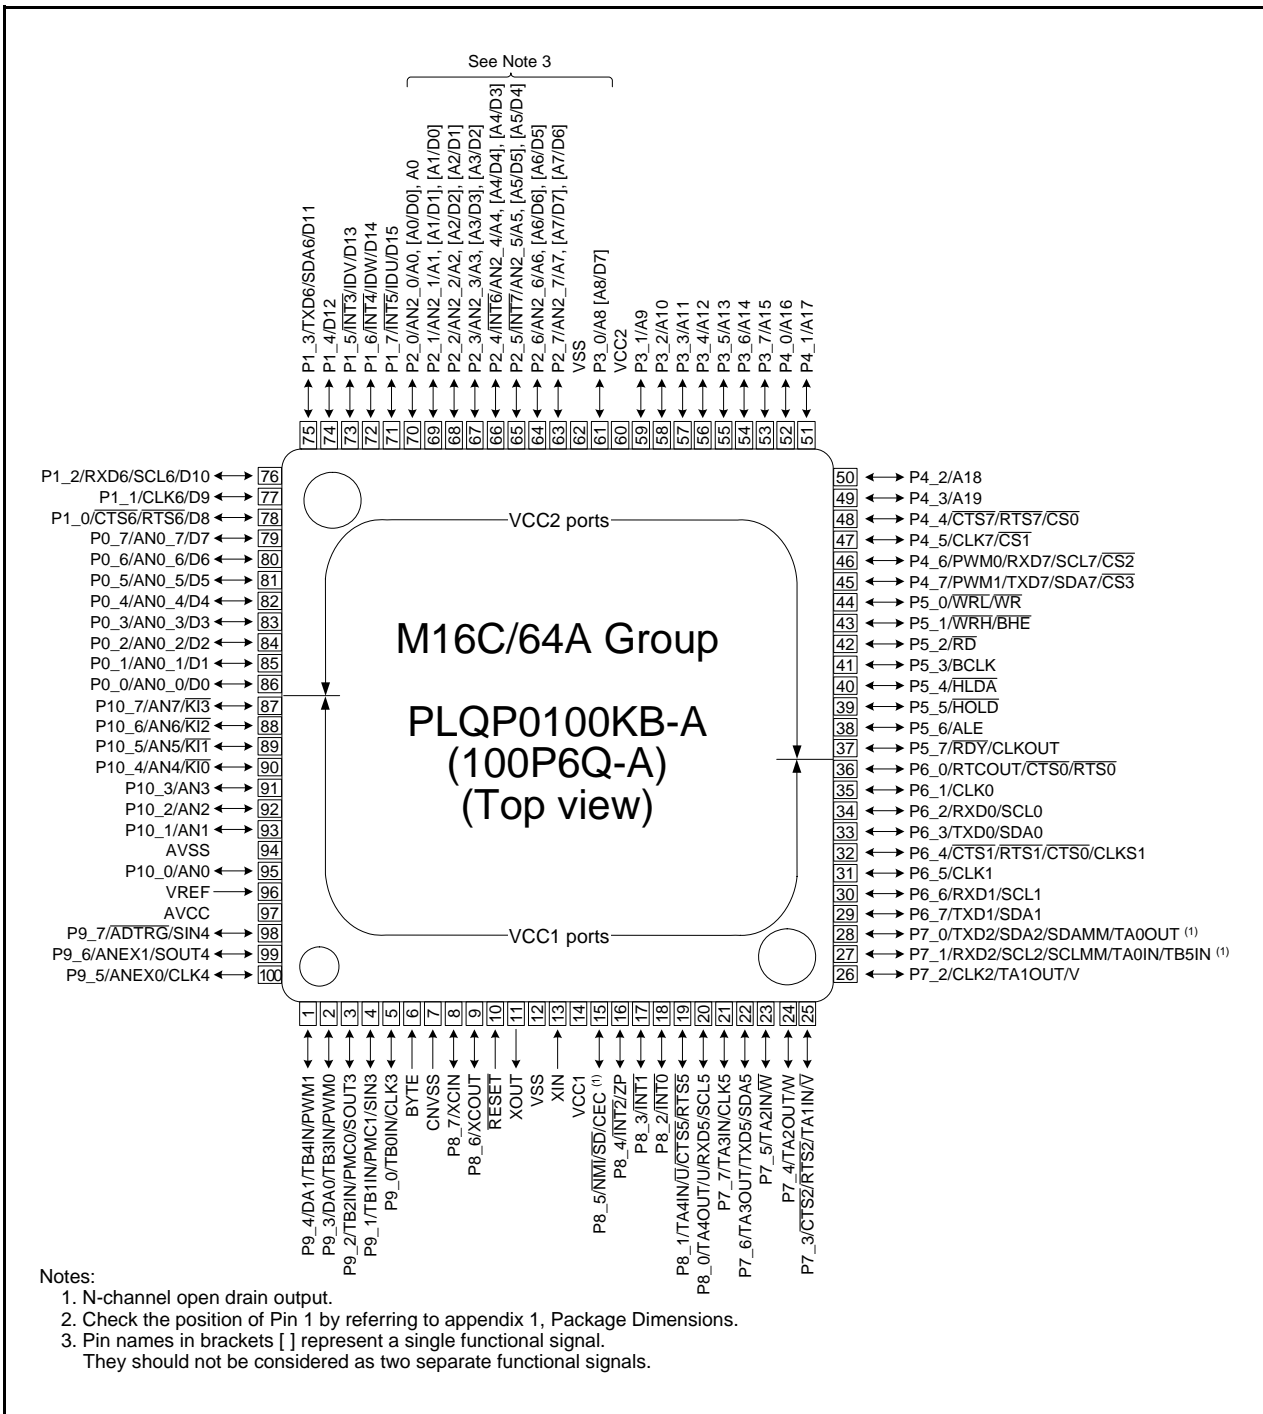 See Note 3
P1_3/TXD6/SDA6/D11
P1_4/D12
P1_5/INT3/IDV/D13
P1_6/INT4/IDW/D14
P1_7/INT5/IDU/D15
P2_0/AN2_0/A0, [A0/D0], A0
P2_1/AN2_1/A1, [A1/D1], [A1/D0]
P2_2/AN2_2/A2, [A2/D2], [A2/D1]
P2_3/AN2_3/A3, [A3/D3], [A3/D2]
P2_4/INT6/AN2_4/A4, [A4/D4], [A4/D3]
P2_5/INT7/AN2_5/A5, [A5/D5], [A5/D4]
P2_6/AN2_6/A6, [A6/D6], [A6/D5]
P2_7/AN2_7/A7, [A7/D7], [A7/D6]
VSS
P3_0/A8 [A8/D7]
VCC2
P3_1/A9
P3_2/A10
P3_3/A11
P3_4/A12
P3_5/A13
P3_6/A14
P3_7/A15
P4_0/A16
P4_1/A17
75 74 73 72 71 70 69 68 67 66 65 64 63 62 61 60 59 58 57 56 55 54 53 52 51
P1_2/RXD6/SCL6/D10 76
P1_1/CLK6/D9 77
P1_0/CTS6/RTS6/D8 78
P0_7/AN0_7/D7 79
P0_6/AN0_6/D6 80
P0_5/AN0_5/D5 81
P0_4/AN0_4/D4 82
P0_3/AN0_3/D3 83
P0_2/AN0_2/D2 84
P0_1/AN0_1/D1 85
P0_0/AN0_0/D0 86
P10_7/AN7/KI3 87
P10_6/AN6/KI2 88
P10_5/AN5/KI1 89
P10_4/AN4/KI0 90
P10_3/AN3 91
P10_2/AN2 92
P10_1/AN1 93
AVSS 94
P10_0/AN0 95
VREF 96
AVCC 97
P9_7/ADTRG/SIN4 98
P9_6/ANEX1/SOUT4 99
P9_5/ANEX0/CLK4 100
VCC2 ports
M16C/64A Group
PLQP0100KB-A
(100P6Q-A)
(Top view)
VCC1 ports
50 P4_2/A18
49 P4_3/A19
48 P4_4/CTS7/RTS7/CS0
47 P4_5/CLK7/CS1
46 P4_6/PWM0/RXD7/SCL7/CS2
45 P4_7/PWM1/TXD7/SDA7/CS3
44 P5_0/WRL/WR
43 P5_1/WRH/BHE
42 P5_2/RD
41 P5_3/BCLK
40 P5_4/HLDA
39 P5_5/HOLD
38 P5_6/ALE
37 P5_7/RDY/CLKOUT
36 P6_0/RTCOUT/CTS0/RTS0
35 P6_1/CLK0
34 P6_2/RXD0/SCL0
33 P6_3/TXD0/SDA0
32 P6_4/CTS1/RTS1/CTS0/CLKS1
31 P6_5/CLK1
30 P6_6/RXD1/SCL1
29 P6_7/TXD1/SDA1
28 P7_0/TXD2/SDA2/SDAMM/TA0OUT (1)
27 P7_1/RXD2/SCL2/SCLMM/TA0IN/TB5IN (1)
26 P7_2/CLK2/TA1OUT/V
1 2 3 4 5 6 7 8 9 10 11 12 13 14 15 16 17 18 19 20 21 22 23 24 25
P9_4/DA1/TB4IN/PWM1
P9_3/DA0/TB3IN/PWM0
P9_2/TB2IN/PMC0/SOUT3
P9_1/TB1IN/PMC1/SIN3
P9_0/TB0IN/CLK3
BYTE
CNVSS
P8_7/XCIN
P8_6/XCOUT
RESET
XOUT
VSS
XIN
VCC1
P8_5/NMI/SD/CEC (1)
P8_4/INT2/ZP
P8_3/INT1
P8_2/INT0
P8_1/TA4IN/U/CTS5/RTS5
P8_0/TA4OUT/U/RXD5/SCL5
P7_7/TA3IN/CLK5
P7_6/TA3OUT/TXD5/SDA5
P7_5/TA2IN/W
P7_4/TA2OUT/W
P7_3/CTS2/RTS2/TA1IN/V
Notes:
1. N-channel open drain output.
2. Check the position of Pin 1 by referring to appendix 1, Package Dimensions.
3. Pin names in brackets [ ] represent a single functional signal.
They should not be considered as two separate functional signals.